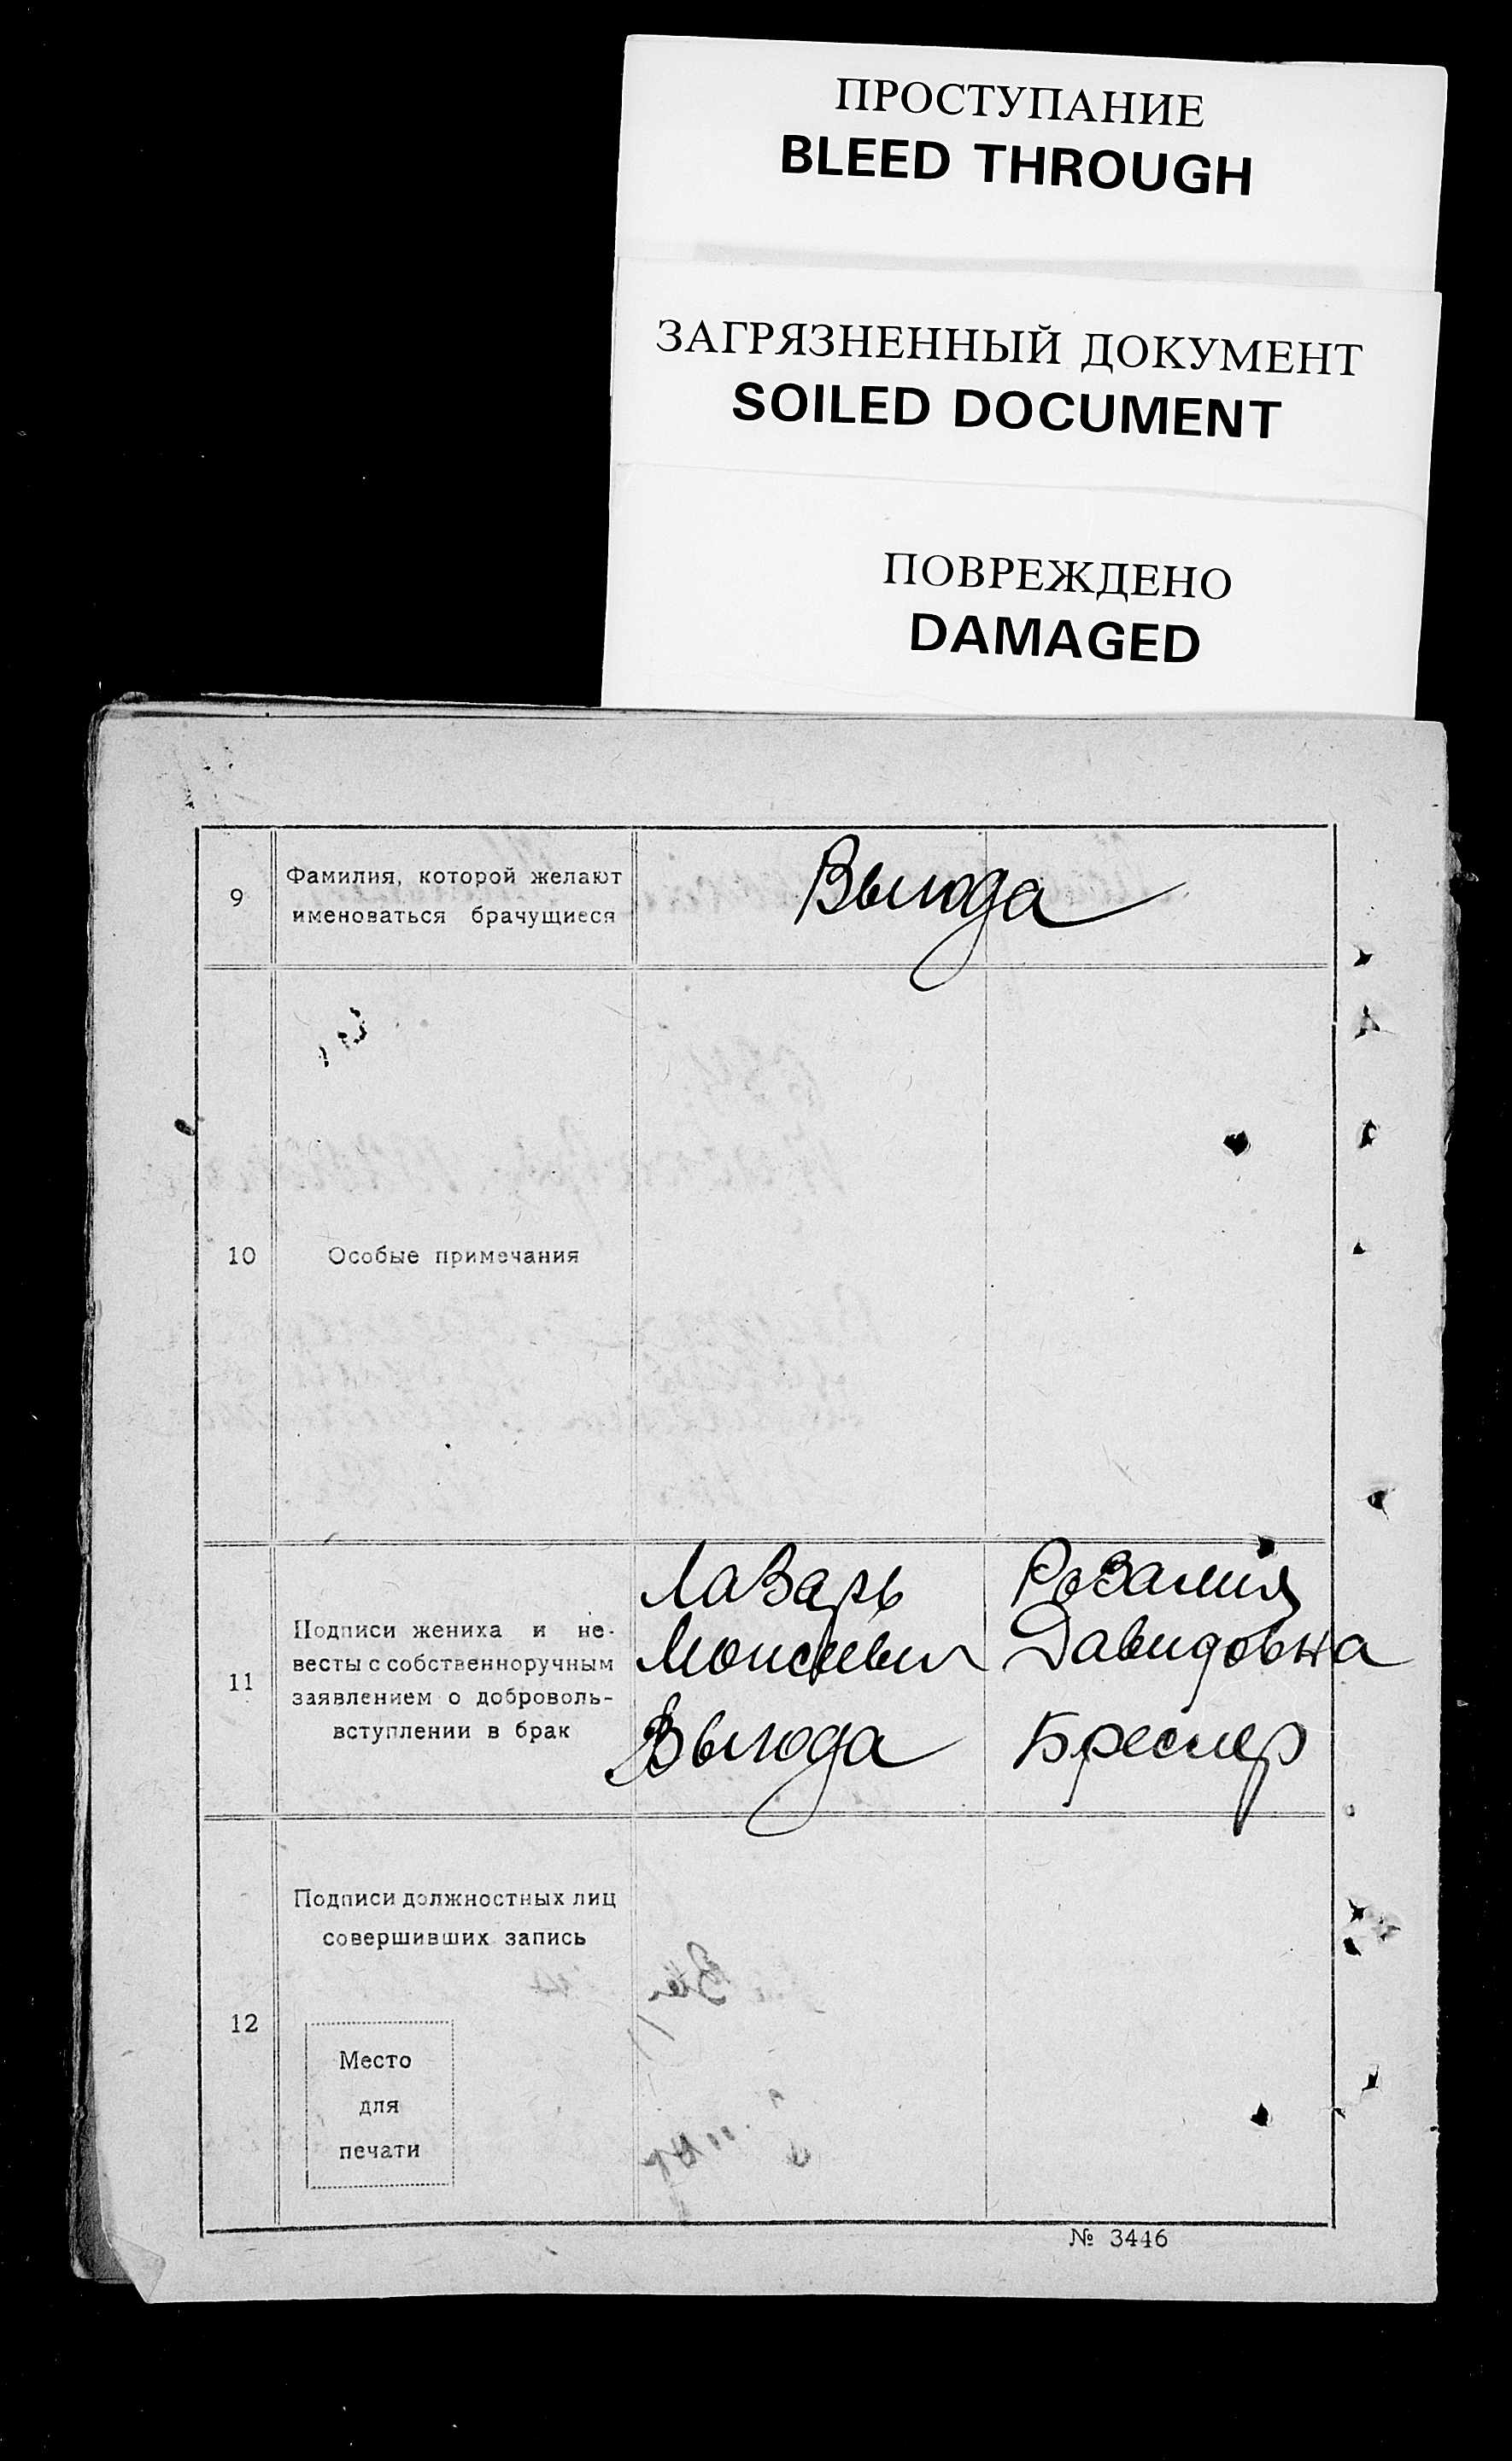 ПРОСТУПАНИЕ
BLEED THROUGH
ЗАГРЯЗНЕННЫЙ ДОКУМЕНТ
SOILED DOCUMENT
ПОВРЕЖДЕНО
DAMAGED
9
Фамилия, которой желают
именоваться брачущиеся
Выгода
10
Особые примечания
11
Подписи жениха и не-
весты с собственноручным
заявлением о доброволь-
вступлении в брак
Лазарь
Моисеевич
Выгода
Розалия
Давидовна
Бреслер
12
Подписи должностных лиц
совершивших запись
Место
для
печати
№ 3446